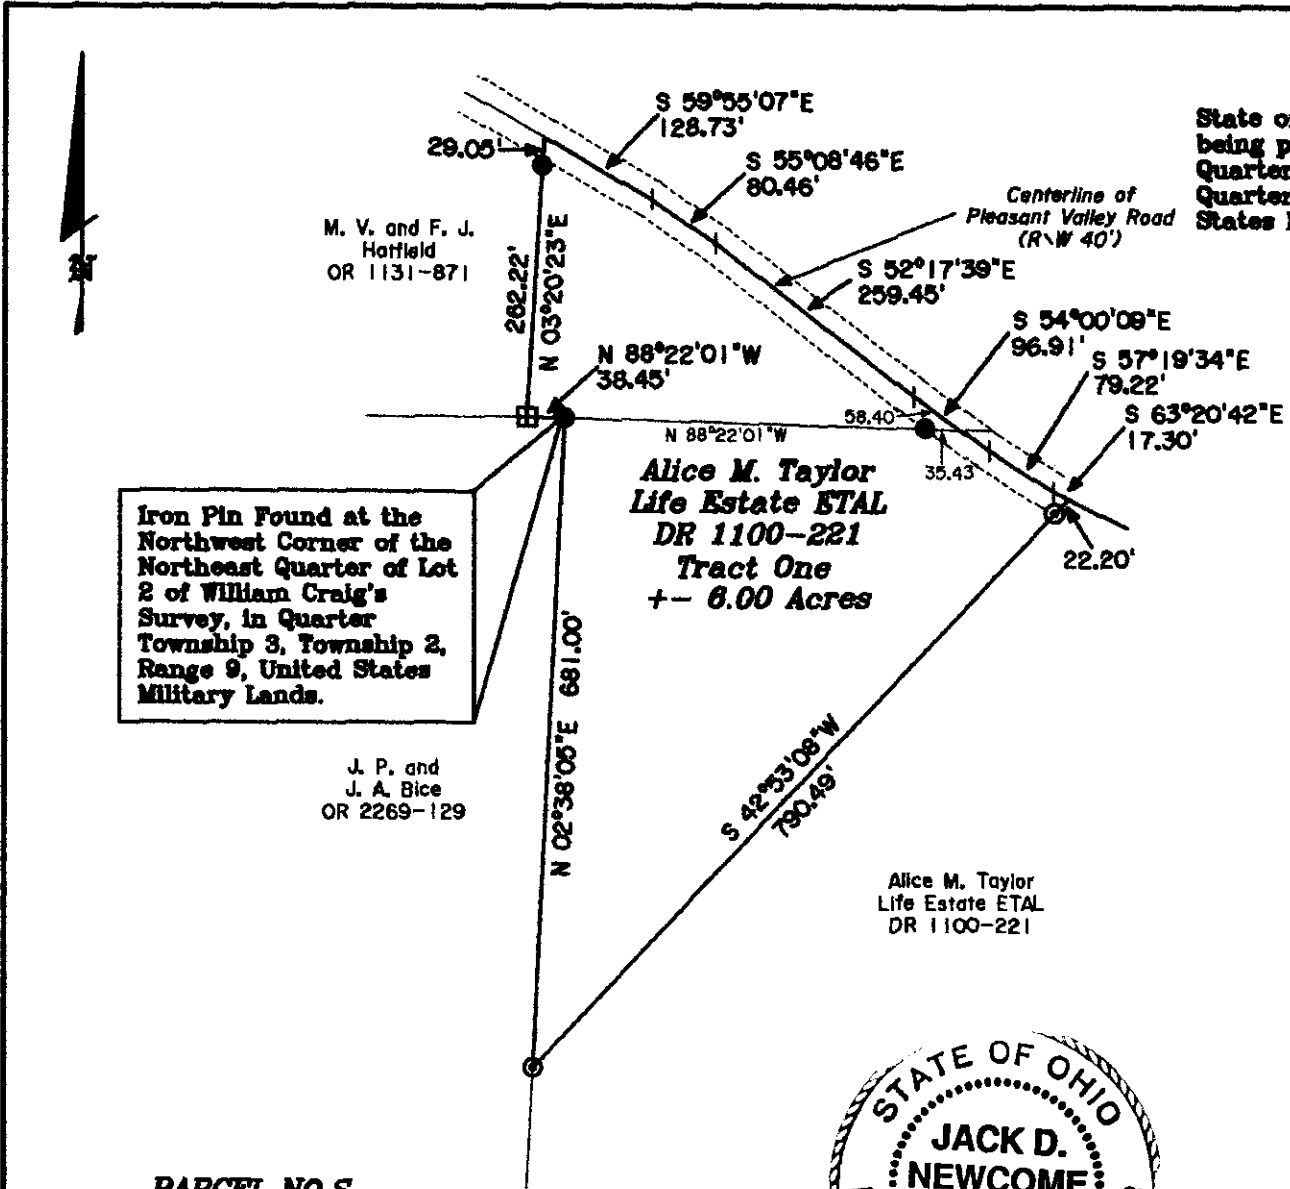 S 59°55'07"E
128.73'
29.05'
S 55°08'46"E
80.46'
State of
being p
Quarter
Quarter
States
Centerline of
Pleasant Valley Road
(R\W 40')
M. V. and F. J.
Hatfield
OR 1131-871
262.22'
N 03°20'23"E
S 52°17'39"E
259.45'
S 54°00'09"E
96.91'
S 57°19'34"E
79.22'
S 63°20'42"E
17.30'
N 88°22'01"W
38.45'
58.40
N 88°22'01"W
35.43
22.20'
Alice M. Taylor
Life Estate ETAL
DR 1100-221
Tract One
+- 6.00 Acres
Iron Pin Found at the
Northwest Corner of the
Northeast Quarter of Lot
2 of William Craig's
Survey, in Quarter
Township 3, Township 2,
Range 9, United States
Military Lands.
N 02°38'05"E 681.00'
S 42°53'08"W
790.49'
J. P. and
J. A. Bice
OR 2269-129
Alice M. Taylor
Life Estate ETAL
DR 1100-221
STATE OF OHIO
JACK D.
NEWCOME
PARCEL NO S